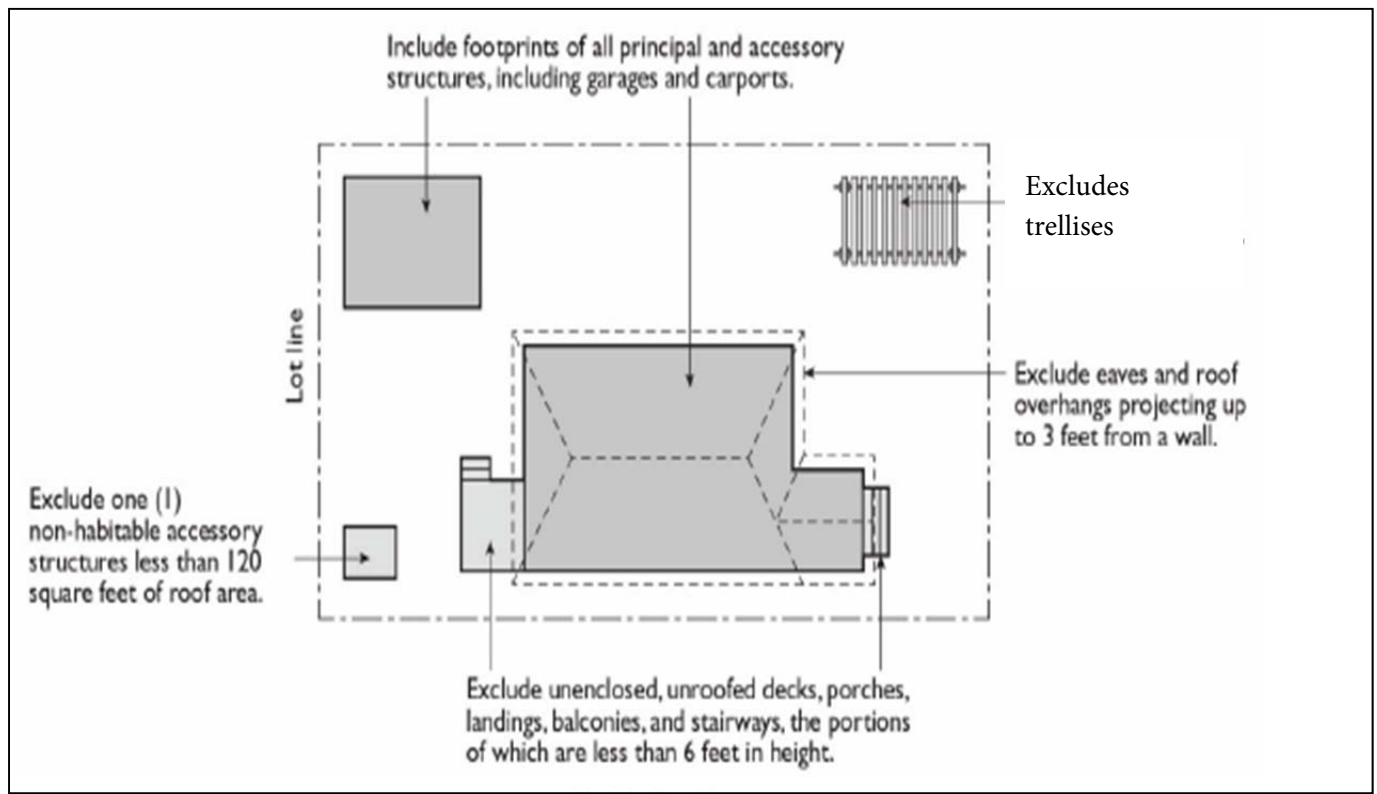 Include footprints of all principal and accessory
structures, including garages and carports.
Excludes
trellises
Lot line
Exclude eaves and roof
overhangs projecting up
to 3 feet from a wall.
Exclude one (1)
non-habitable accessory
structures less than 120
square feet of roof area.
Exclude unenclosed, unroofed decks, porches,
landings, balconies, and stairways, the portions
of which are less than 6 feet in height.